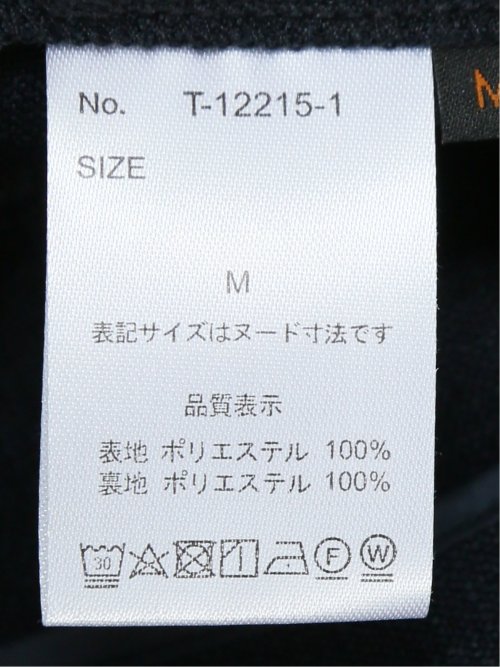 No. T-12215-1
SIZE
M
表記サイズはヌード寸法です
品質表示
表地 ポリエステル 100%
裏地 ポリエステル 100%
30 F W